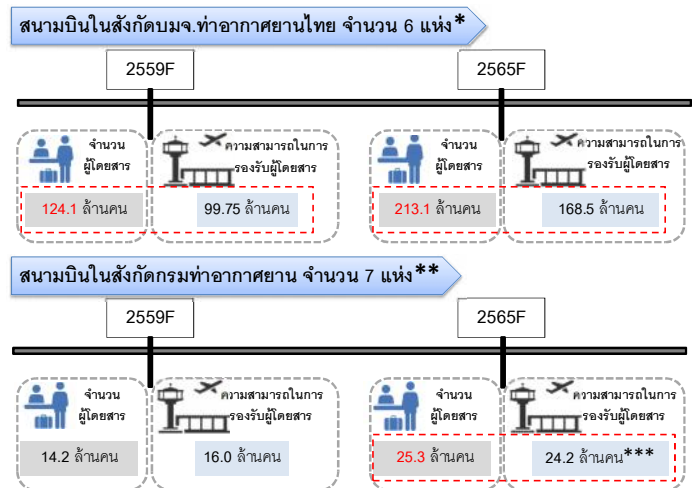 สนามบินในสังกัดบมจ.ท่าอากาศยานไทย จำนวน 6 แห่ง*
2559F
2565F
จำนวน
ผู้โดยสาร
ความสามารถในการ
รองรับผู้โดยสาร
จำนวน
ผู้โดยสาร
ความสามารถในการ
รองรับผู้โดยสาร
124.1 ล้านคน
99.75 ล้านคน
213.1 ล้านคน
168.5 ล้านคน
สนามบินในสังกัดกรมท่าอากาศยาน จำนวน 7 แห่ง**
2559F
2565F
จำนวน
ผู้โดยสาร
ความสามารถในการ
รองรับผู้โดยสาร
จำนวน
ผู้โดยสาร
ความสามารถในการ
รองรับผู้โดยสาร
14.2 ล้านคน
16.0 ล้านคน
25.3 ล้านคน
24.2 ล้านคน***